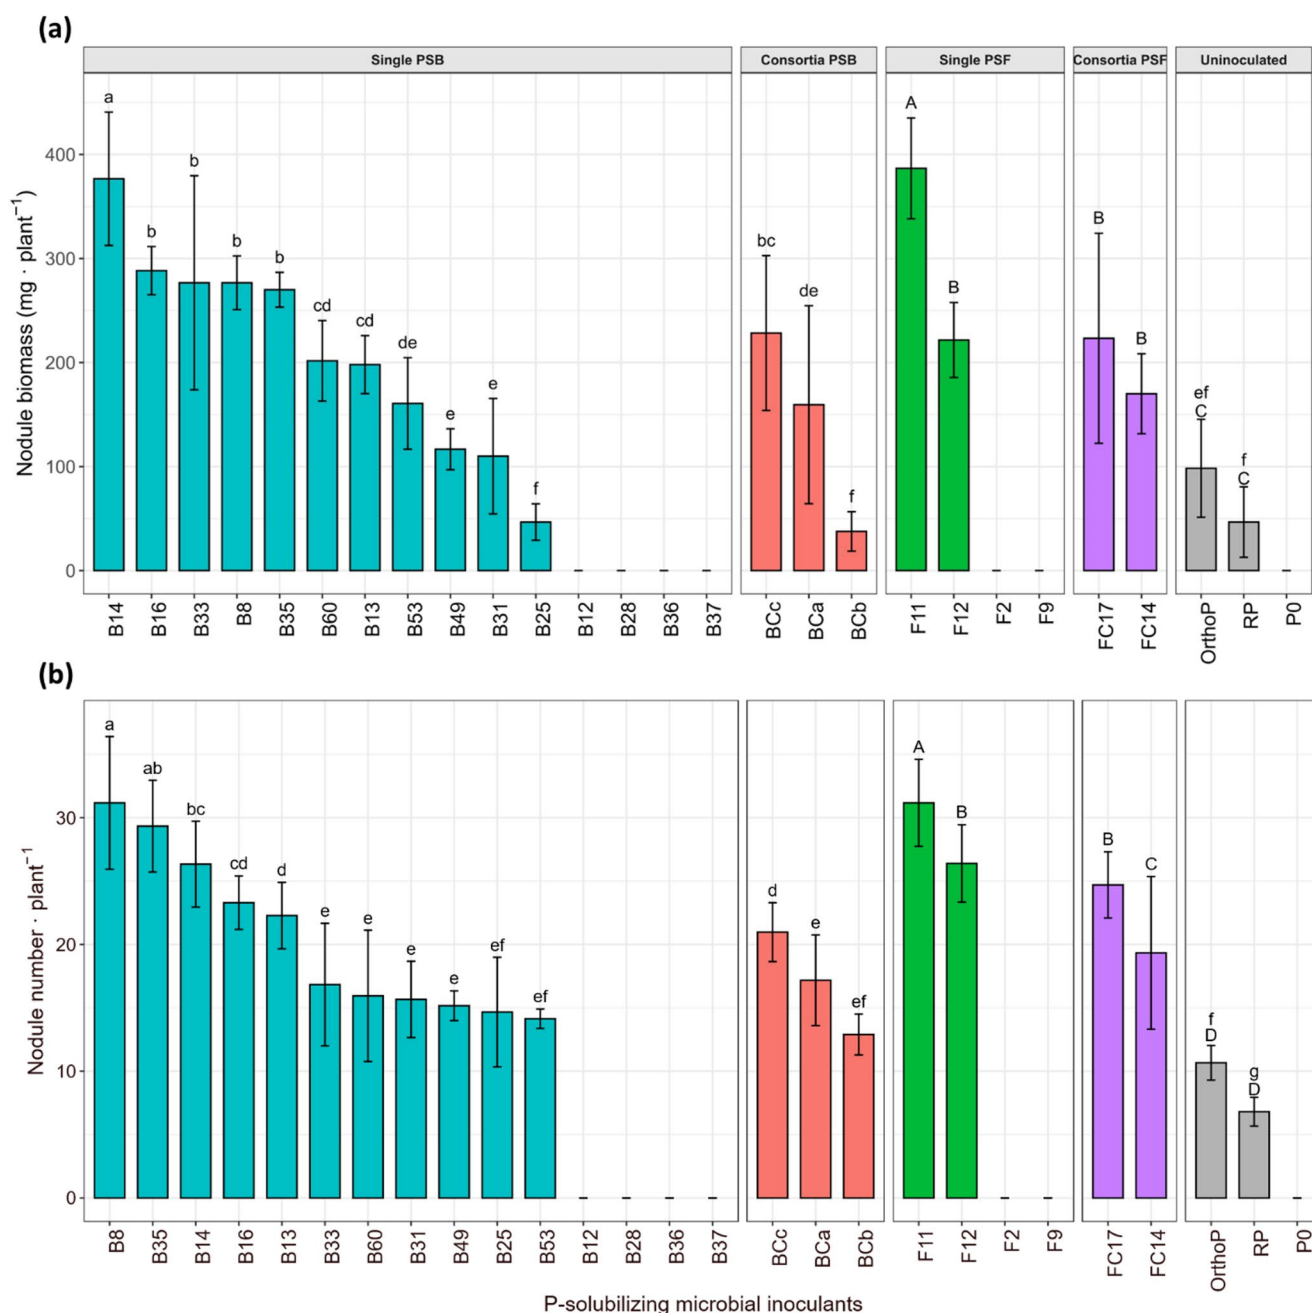 (a)
Single PSB
Consortia PSB
Single PSF
Consortia PSF
Uninoculated
Nodule biomass (mg · plant⁻¹)
400
300
200
100
0
a
b
b
b
b
cd
cd
de
e
e
f
bc
de
f
A
B
B
B
ef
C
f
C
B14
B16
B33
B8
B35
B60
B13
B53
B49
B31
B25
B12
B28
B36
B37
BCc
BCa
BCb
F11
F12
F2
F9
FC17
FC14
OrthoP
RP
P0
(b)
Nodule number · plant⁻¹
30
20
10
0
a
ab
bc
cd
d
e
e
e
e
ef
ef
d
e
ef
A
B
B
C
f
D
g
D
B8
B35
B14
B16
B13
B33
B60
B31
B49
B25
B53
B12
B28
B36
B37
BCc
BCa
BCb
F11
F12
F2
F9
FC17
FC14
OrthoP
RP
P0
P-solubilizing microbial inoculants